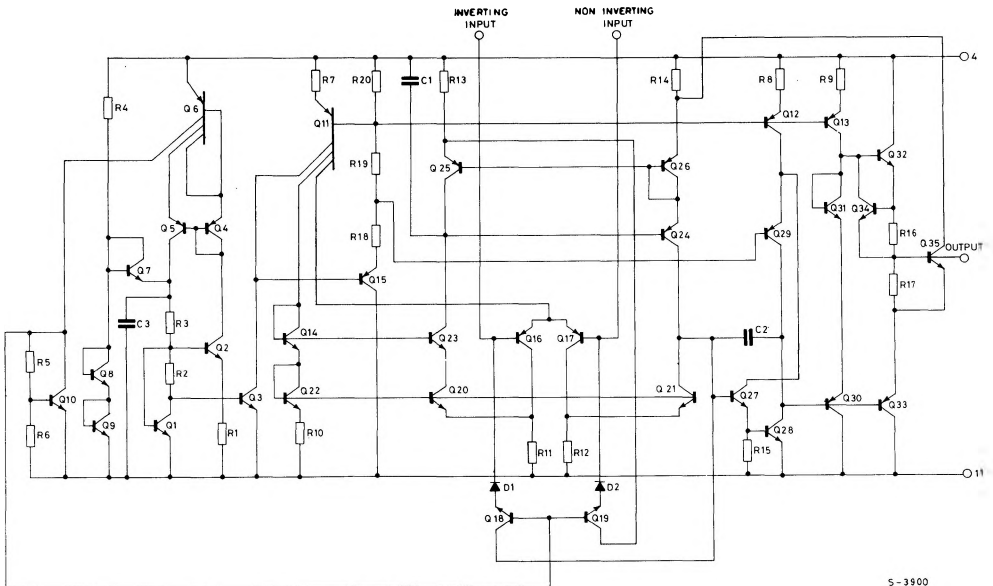 INVERTING
INPUT
NON INVERTING
INPUT
4
R4
Q6
R7
R20
C1
R13
R14
R8
R9
Q11
Q12
Q13
Q32
R19
Q25
Q26
Q31
Q34
Q5
Q4
R18
Q24
Q29
R16
Q35
OUTPUT
Q7
Q15
R17
C3
R3
Q14
Q23
Q16
Q17
C2
R5
Q2
R2
Q8
Q10
Q3
Q22
Q20
Q21
Q27
Q30
Q33
R6
Q9
Q1
R1
R10
R11
R12
R15
Q28
11
D1
D2
Q18
Q19
S-3900